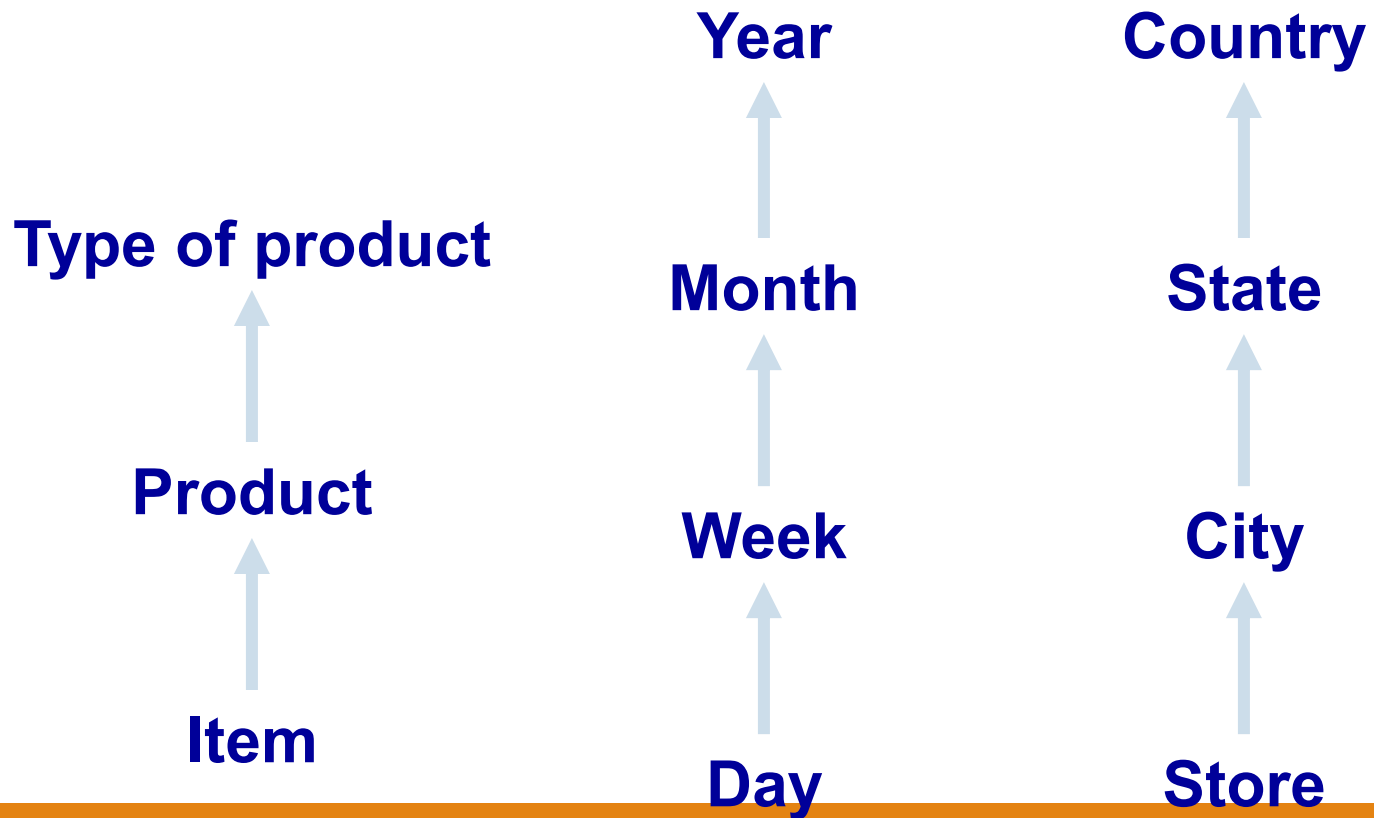 Year
Country
Type of product
Month
State
Product
Week
City
Item
Day
Store